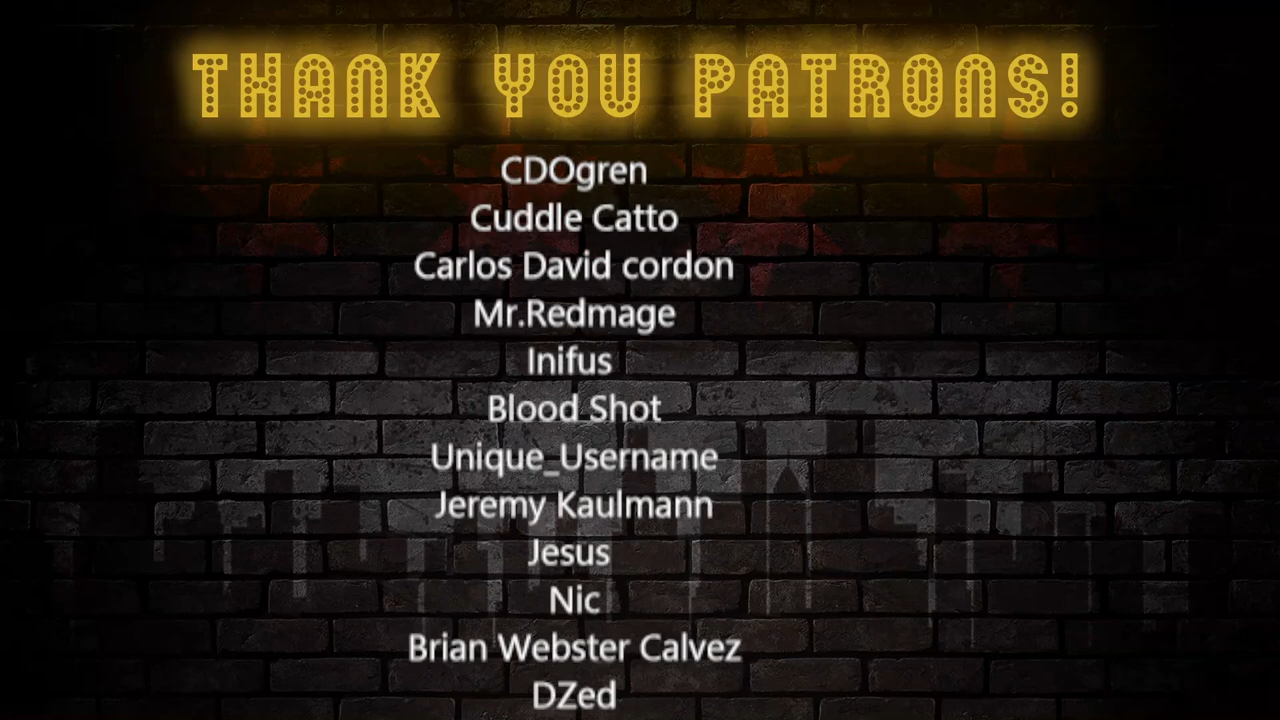 THANK YOU PATRONS!
CDOgren
Cuddle Catto
Carlos David cordon
Mr.Redmage
Inifus
Blood Shot
Unique_Username
Jeremy Kaulmann
Jesus
Nic
Brian Webster Calvez
DZed